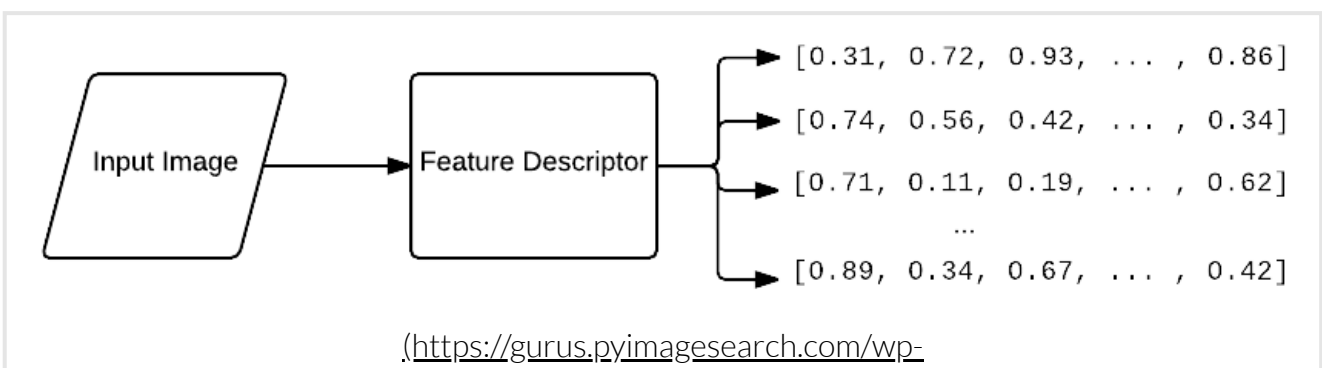 Input Image
Feature Descriptor
[0.31, 0.72, 0.93, ... , 0.86]
[0.74, 0.56, 0.42, ... , 0.34]
[0.71, 0.11, 0.19, ... , 0.62]
...
[0.89, 0.34, 0.67, ... , 0.42]
(https://gurus.pyimagesearch.com/wp-